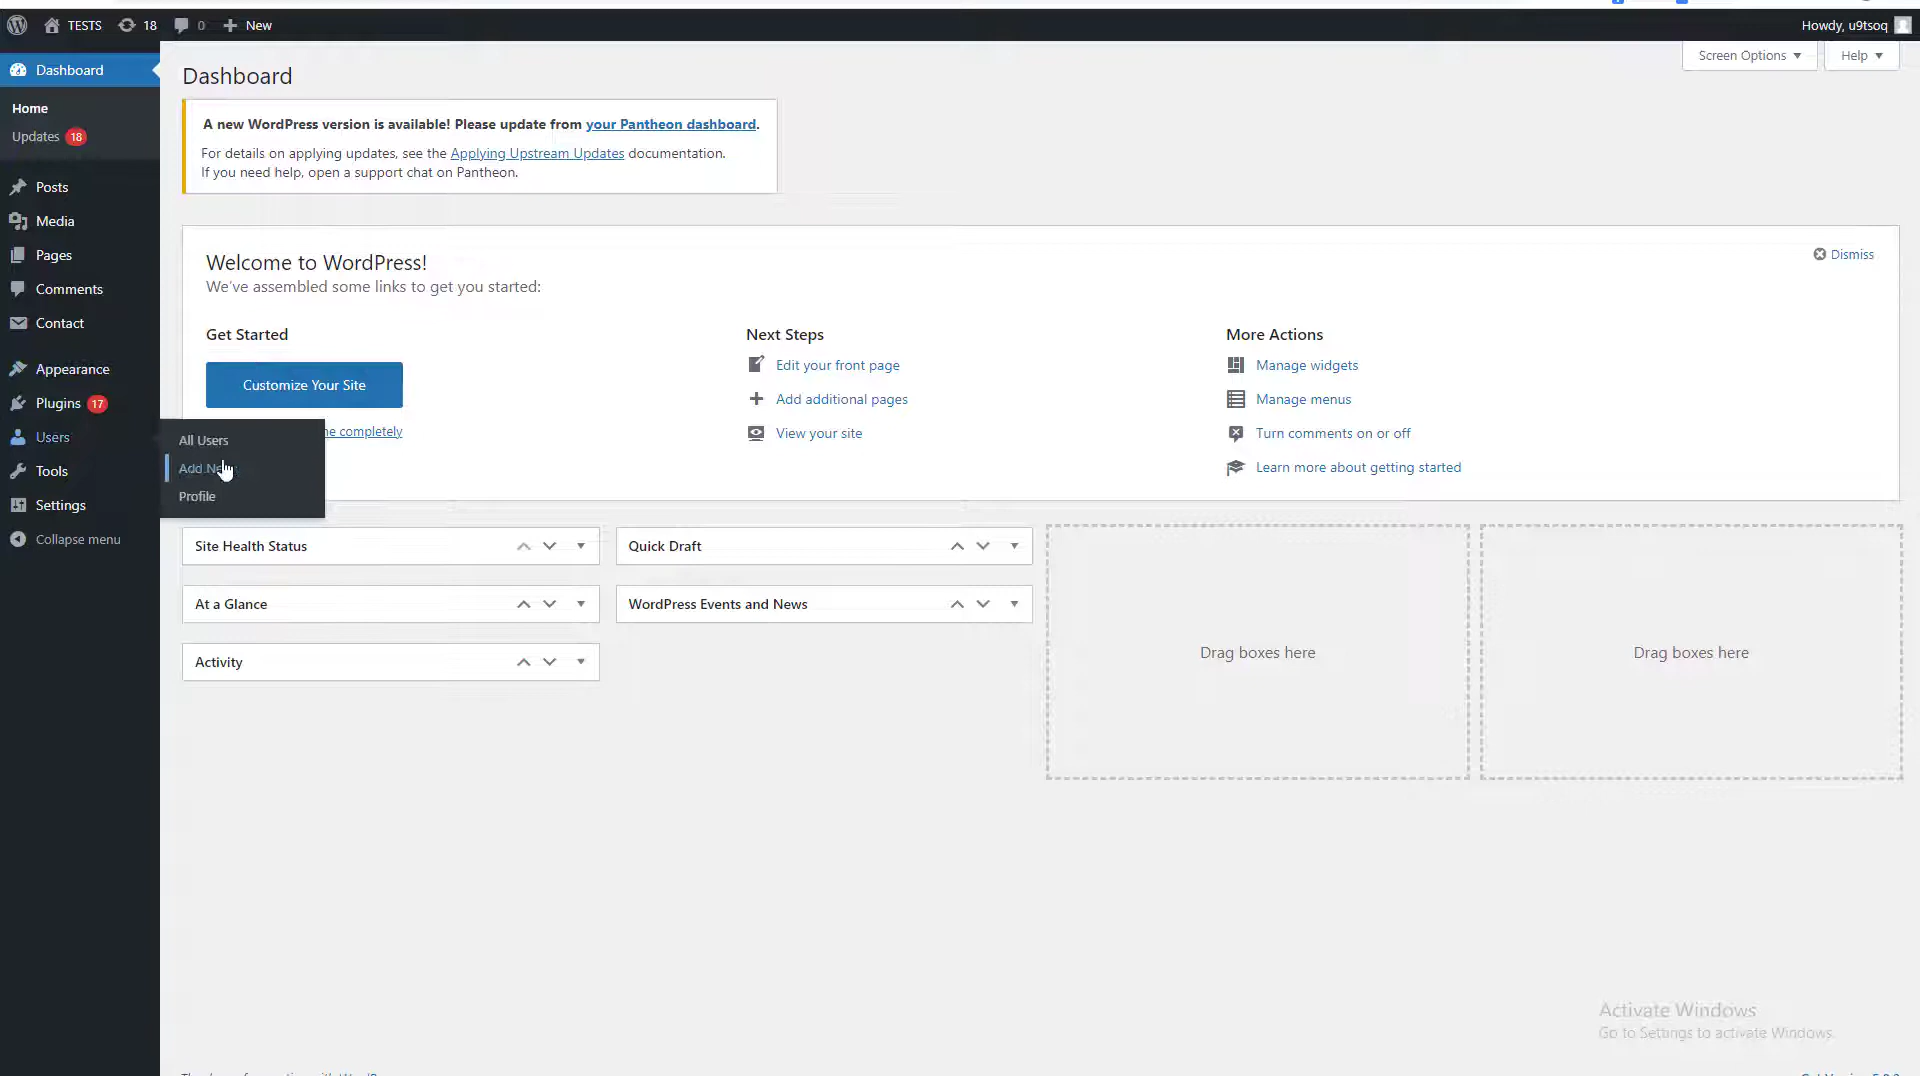 TESTS 18 0 New Howdy, u9tsoq
Dashboard
Home
Updates 18
Posts
Media
Pages
Comments
Contact
Appearance
Plugins 17
Users
Tools
Settings
Collapse menu
All Users
Add
Profile
Screen Options Help
Dashboard
A new WordPress version is available! Please update from your Pantheon dashboard.
For details on applying updates, see the Applying Upstream Updates documentation.
If you need help, open a support chat on Pantheon.
Welcome to WordPress!
We've assembled some links to get you started:
Dismiss
Get Started
Customize Your Site
completely
Next Steps
Edit your front page
Add additional pages
View your site
More Actions
Manage widgets
Manage menus
Turn comments on or off
Learn more about getting started
Site Health Status
At a Glance
Activity
Quick Draft
WordPress Events and News
Drag boxes here
Drag boxes here
Activate Windows
Go to Settings to activate Windows.